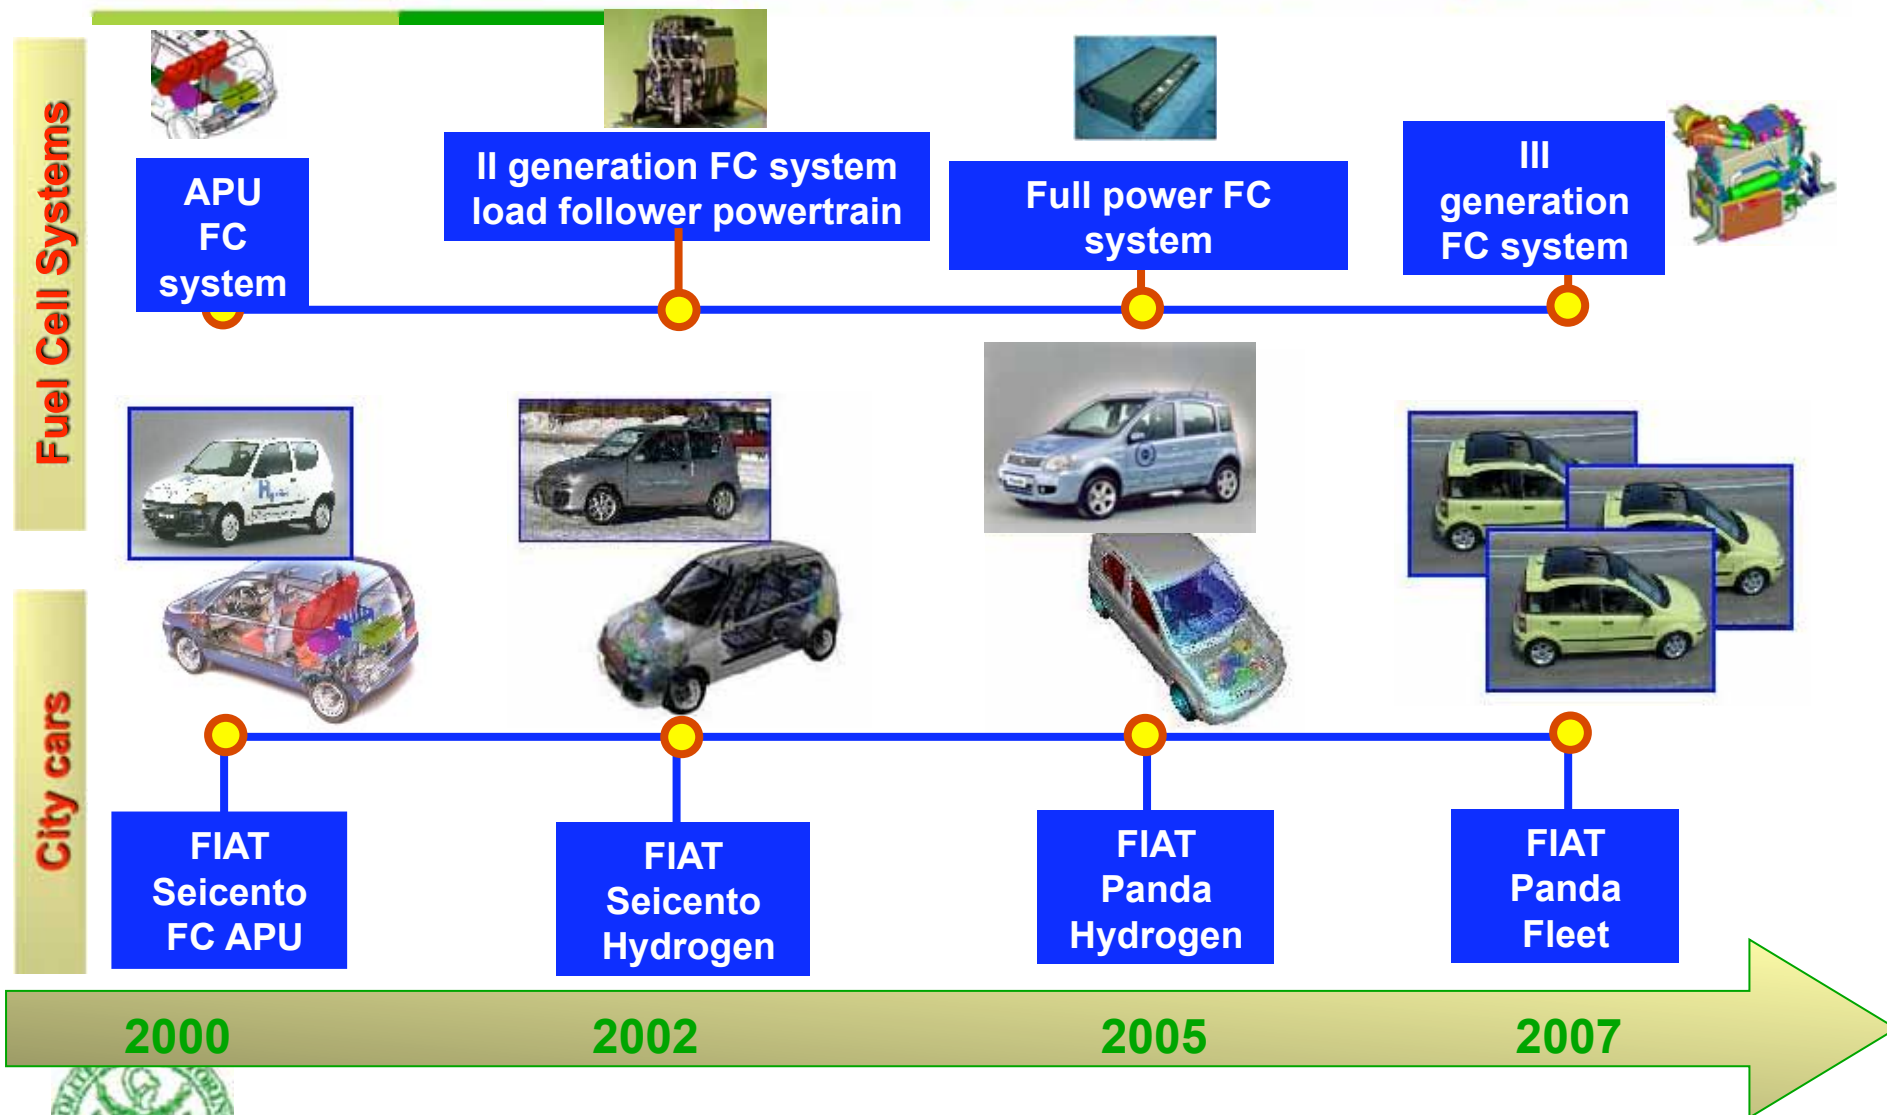 Fuel Cell Systems
APU
FC
system
II generation FC system
load follower powertrain
Full power FC
system
III
generation
FC system
City cars
FIAT
Seicento
FC APU
FIAT
Seicento
Hydrogen
FIAT
Panda
Hydrogen
FIAT
Panda
Fleet
2000
2002
2005
2007